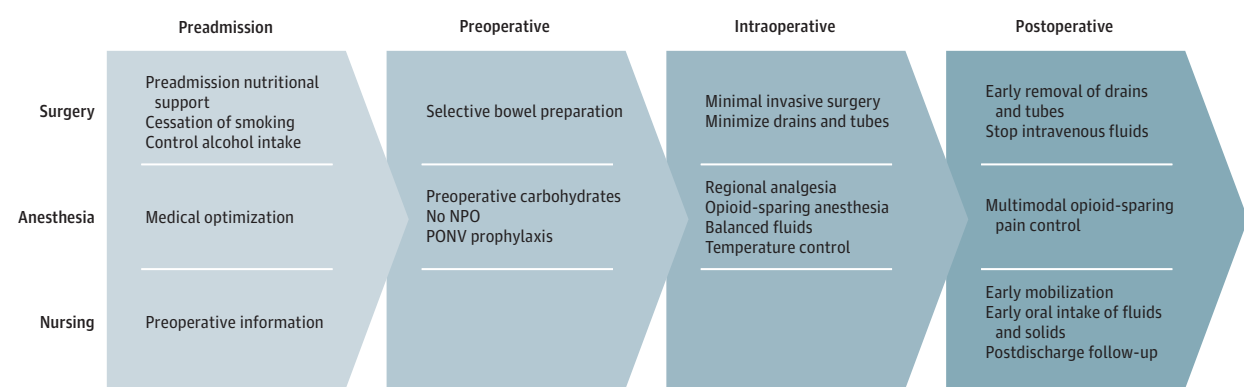 Preadmission
Preoperative
Intraoperative
Postoperative
Surgery
Preadmission nutritional
support
Cessation of smoking
Control alcohol intake
Selective bowel preparation
Minimal invasive surgery
Minimize drains and tubes
Early removal of drains
and tubes
Stop intravenous fluids
Anesthesia
Medical optimization
Preoperative carbohydrates
No NPO
PONV prophylaxis
Regional analgesia
Opioid-sparing anesthesia
Balanced fluids
Temperature control
Multimodal opioid-sparing
pain control
Nursing
Preoperative information
Early mobilization
Early oral intake of fluids
and solids
Postdischarge follow-up